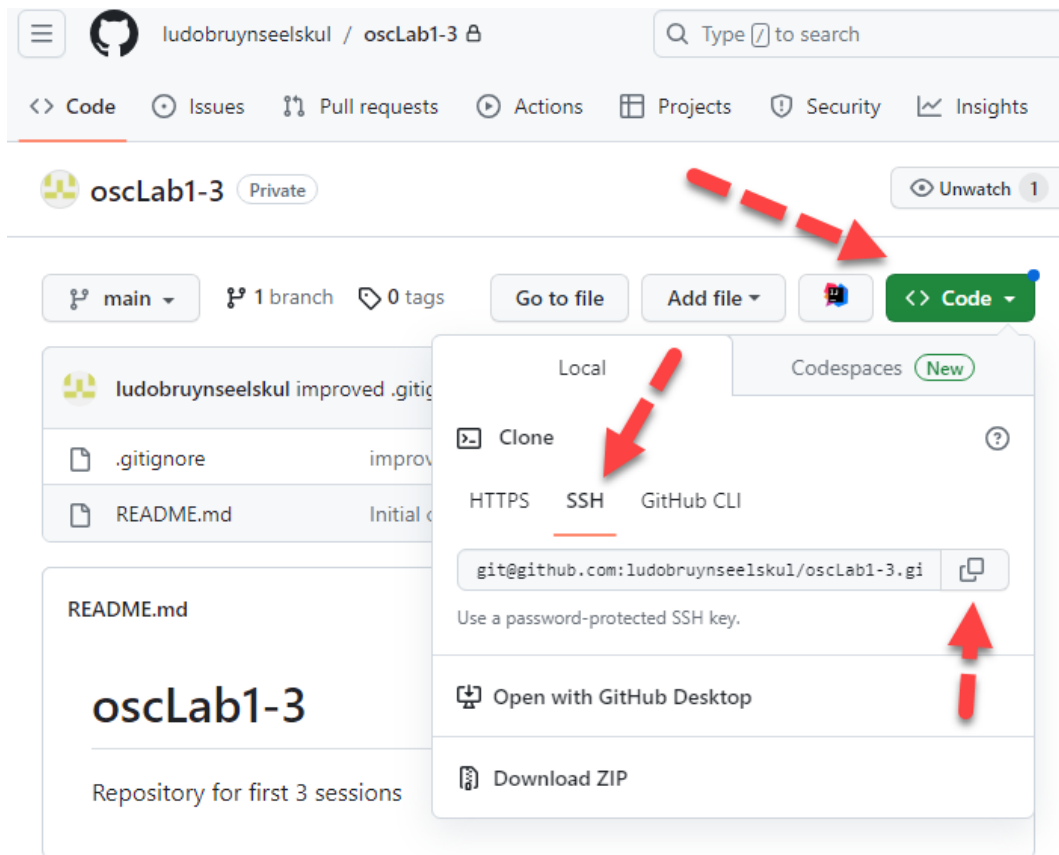 ludobruynseelskul / oscLab1-3
Type / to search
<> Code Issues Pull requests Actions Projects Security Insights
oscLab1-3 Private
Unwatch 1
main 1 branch 0 tags Go to file Add file <> Code
Local Codespaces New
ludobruynseelskul improved .gitig
Clone
.gitignore improv
HTTPS SSH GitHub CLI
README.md Initial
git@github.com:ludobruynseelskul/oscLab1-3.gi
README.md
Use a password-protected SSH key.
Open with GitHub Desktop
oscLab1-3
Download ZIP
Repository for first 3 sessions